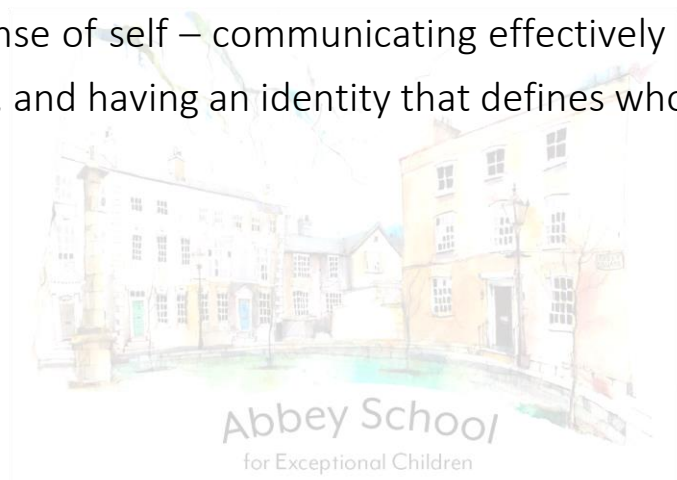 nse of self – communicating effectively
and having an identity that defines who
Abbey School
for Exceptional Children